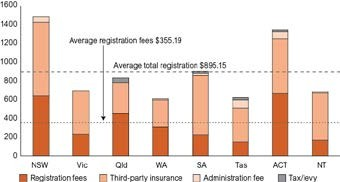 1600
1400
1200
1000
800
600
400
200
0
Average registration fees $355.19
Average total registration $895.15
NSW Vic Qld WA SA Tas ACT NT
Registration fees Third-party insurance Administration fee Tax/levy